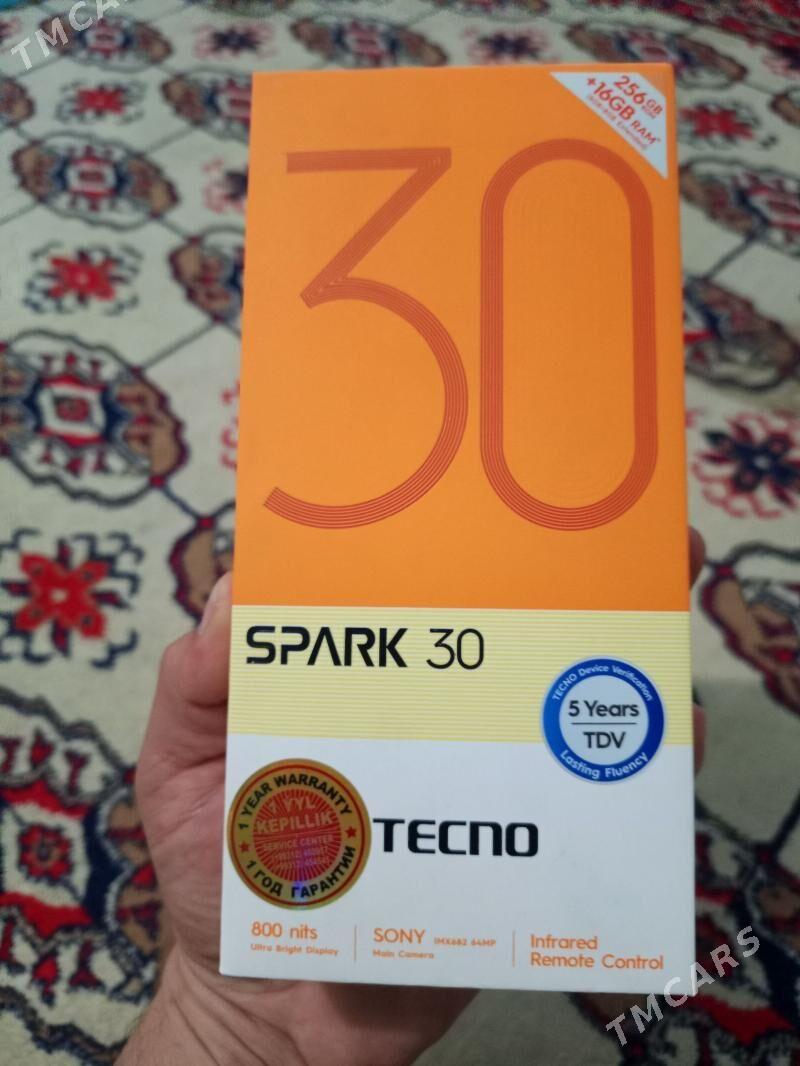 TMCARS
256GB ROM
+16GB RAM*
30
SPARK 30
TECNO Device Verification
5 Years
TDV
Lasting Fluency
1 YEAR WARRANTY
1 ÝYL
KEPILLIK
SERVICE CENTER
1 ГОД ГАРАНТИИ
TECNO
800 nits
Ultra Bright Display
SONY IMX682 64MP
Main Camera
Infrared
Remote Control
TMCARS